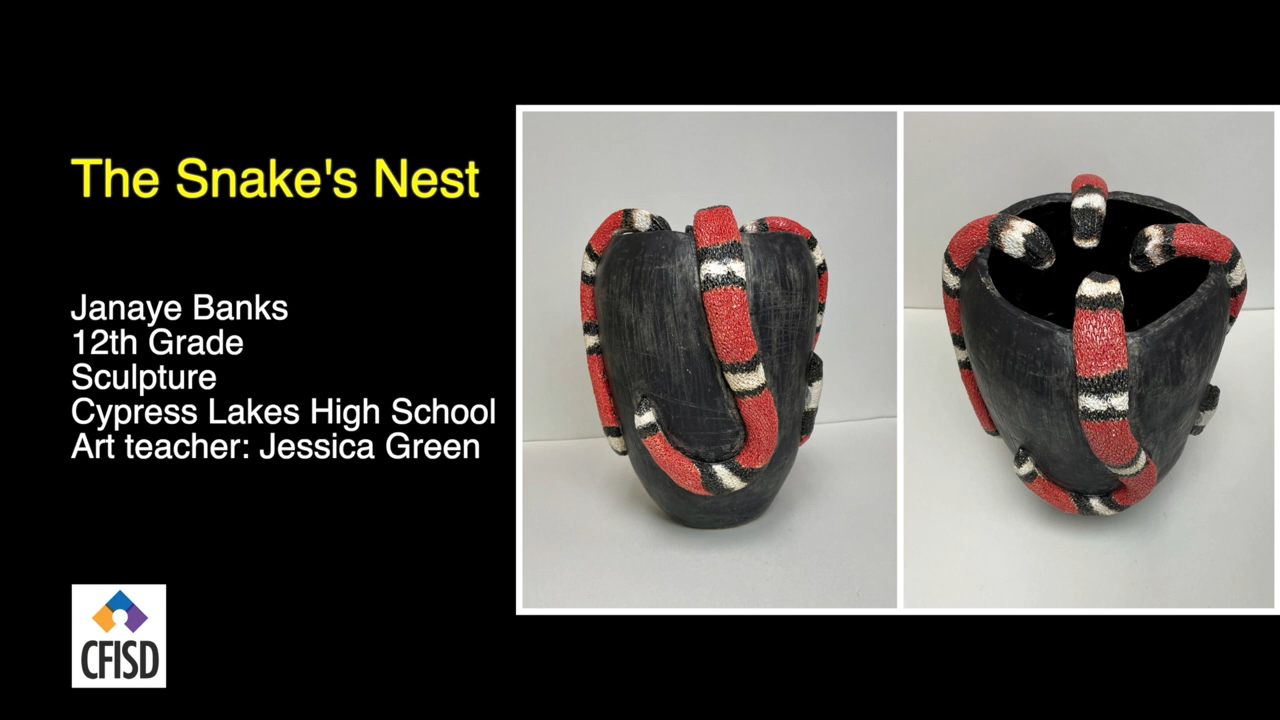 The Snake's Nest
Janaye Banks
12th Grade
Sculpture
Cypress Lakes High School
Art teacher: Jessica Green
CFISD